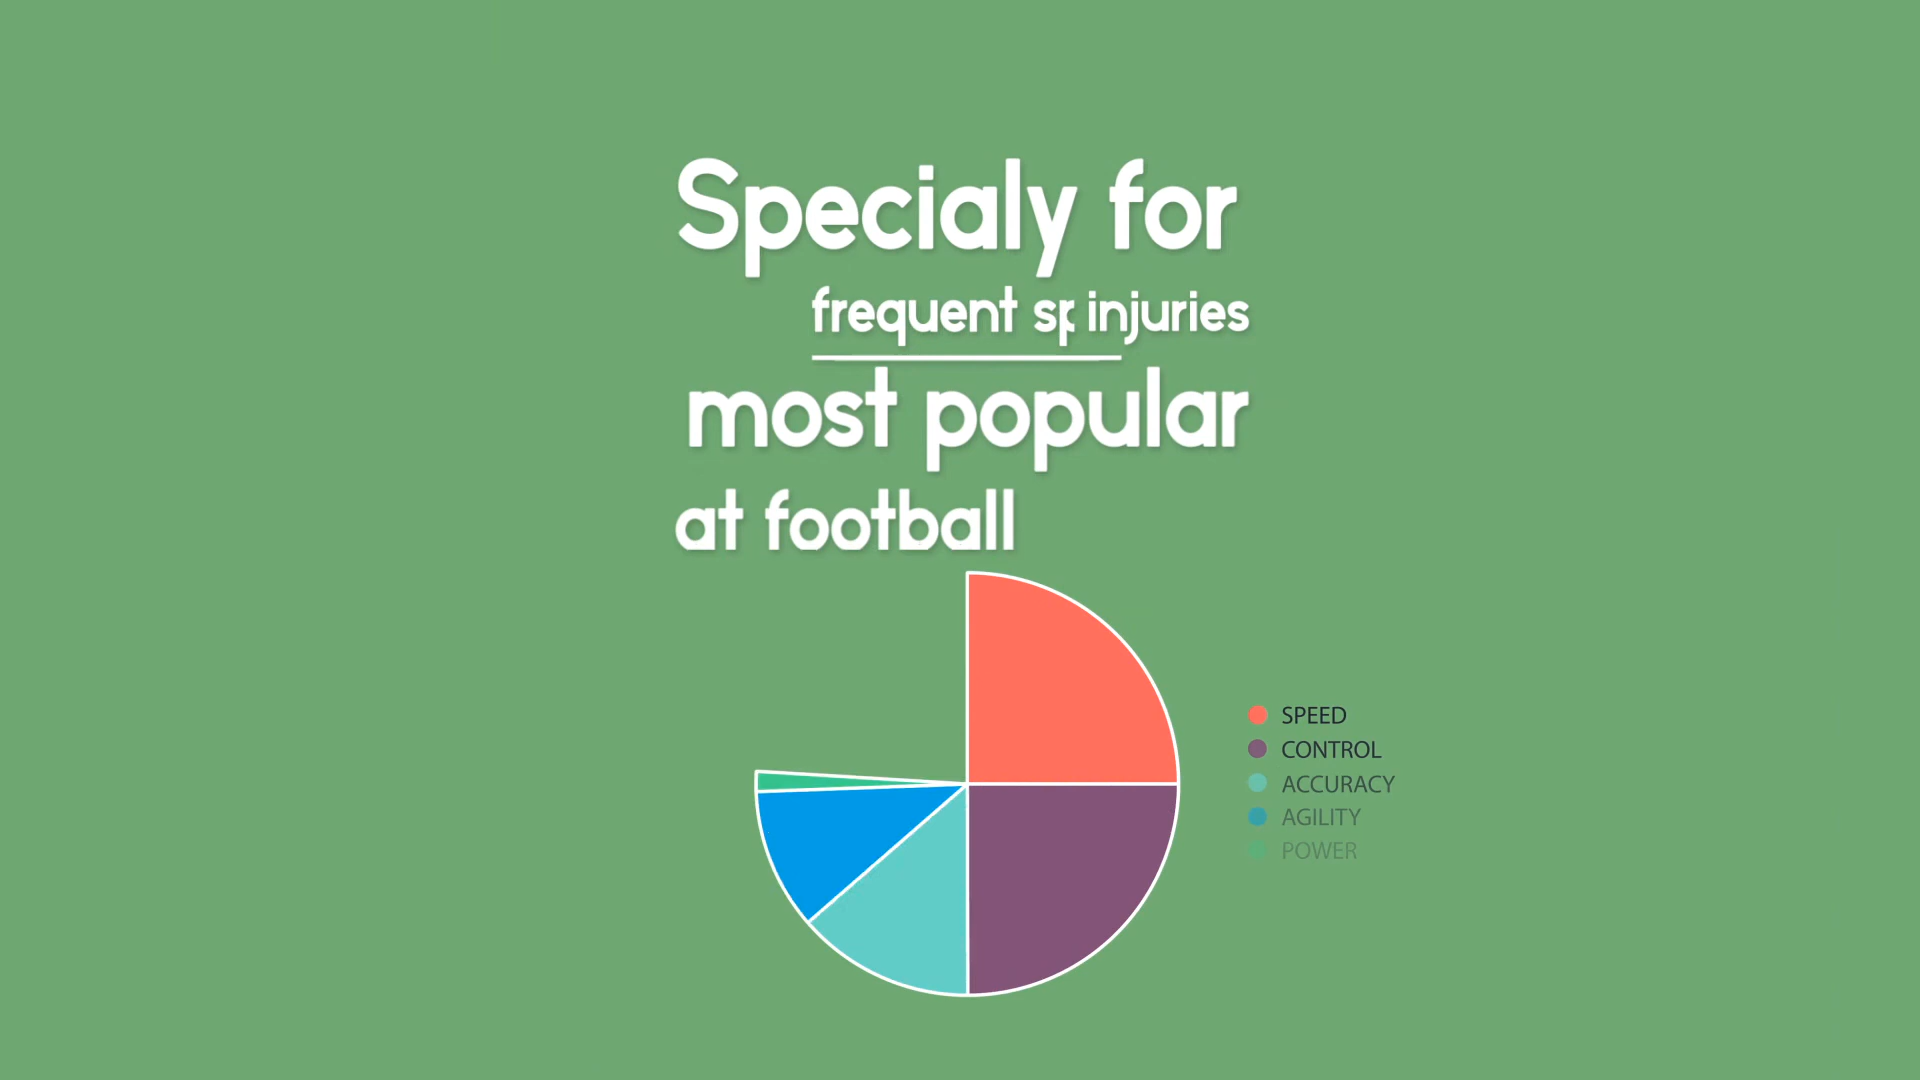 Specialy for
frequent injuries
most popular
at football
SPEED
CONTROL
ACCURACY
AGILITY
POWER